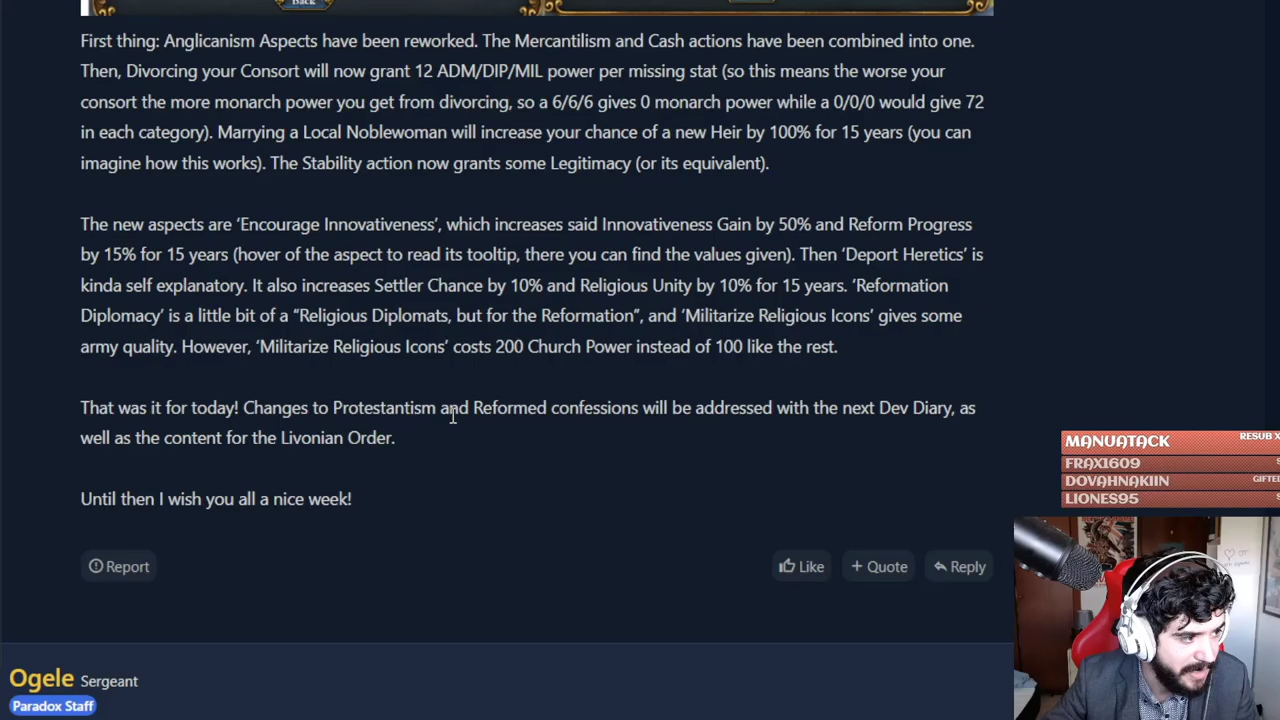 Back
First thing: Anglicanism Aspects have been reworked. The Mercantilism and Cash actions have been combined into one.
Then, Divorcing your Consort will now grant 12 ADM/DIP/MIL power per missing stat (so this means the worse your
consort the more monarch power you get from divorcing, so a 6/6/6 gives 0 monarch power while a 0/0/0 would give 72
in each category). Marrying a Local Noblewoman will increase your chance of a new Heir by 100% for 15 years (you can
imagine how this works). The Stability action now grants some Legitimacy (or its equivalent).
The new aspects are ‘Encourage Innovativeness’, which increases said Innovativeness Gain by 50% and Reform Progress
by 15% for 15 years (hover of the aspect to read its tooltip, there you can find the values given). Then ‘Deport Heretics’ is
kinda self explanatory. It also increases Settler Chance by 10% and Religious Unity by 10% for 15 years. ‘Reformation
Diplomacy’ is a little bit of a “Religious Diplomats, but for the Reformation”, and ‘Militarize Religious Icons’ gives some
army quality. However, ‘Militarize Religious Icons’ costs 200 Church Power instead of 100 like the rest.
That was it for today! Changes to Protestantism and Reformed confessions will be addressed with the next Dev Diary, as
well as the content for the Livonian Order.
Until then I wish you all a nice week!
Report
Like
+ Quote
Reply
MANUATACK RESUB X
FRAX1609
DOVAHNAKIIN GIFTE
LIONES95
Ogele Sergeant
Paradox Staff